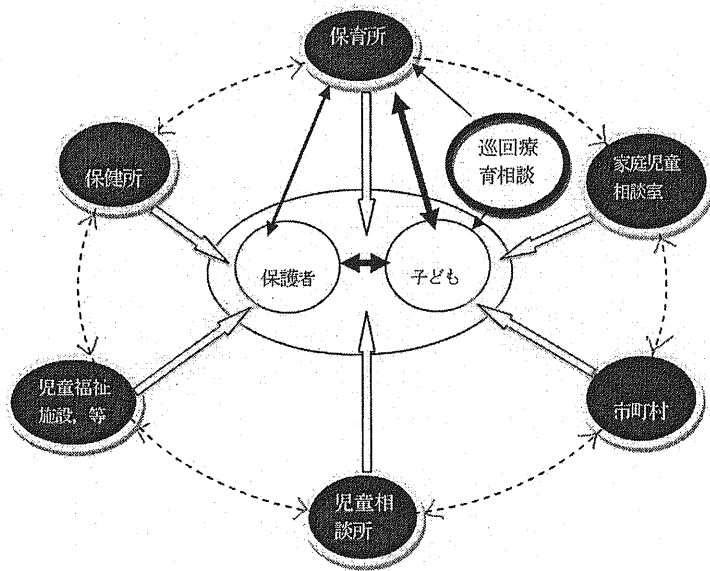 保育所
保健所
巡回療
育相談
家庭児童
相談室
保護者
子ども
児童福祉
施設，等
市町村
児童相
談所